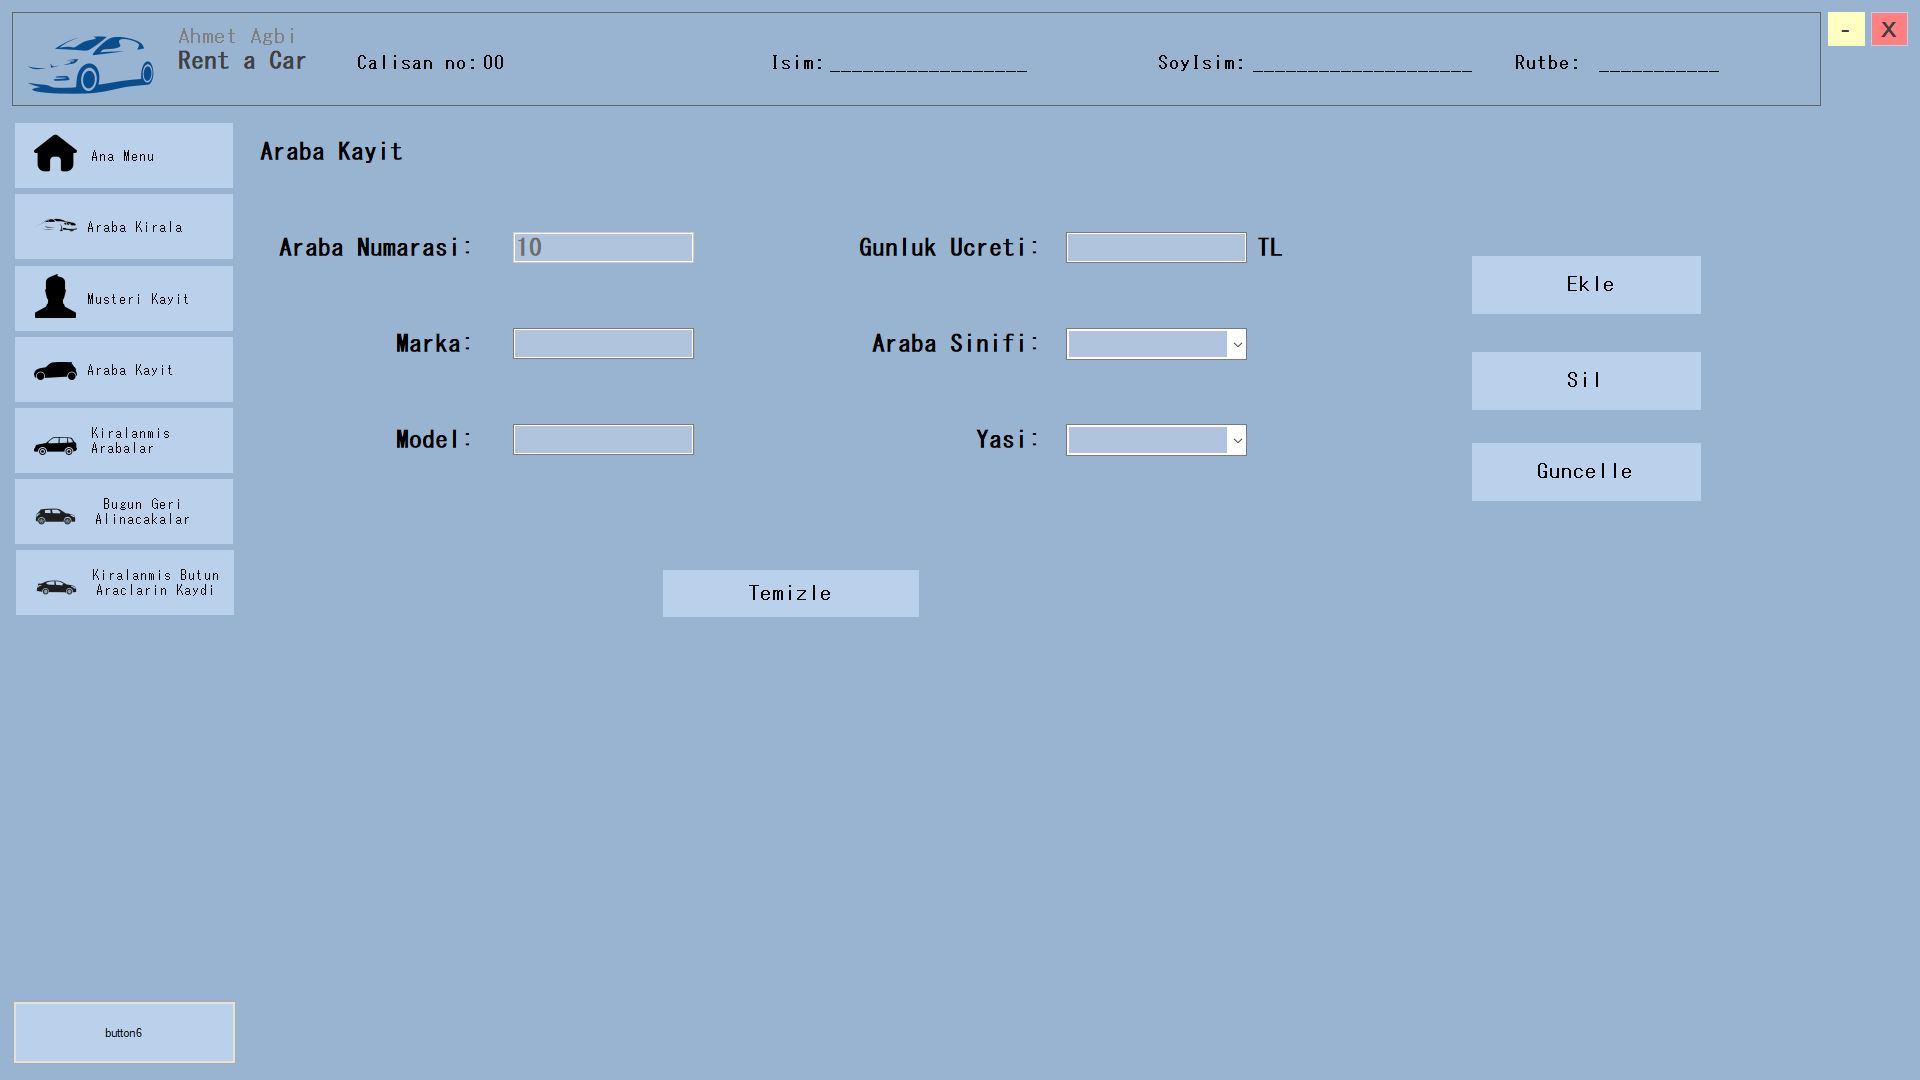 Ahmet Agbi
Rent a Car
Calisan no: 00
Isim: __________________
SoyIsim: ____________________
Rutbe: ___________
-
X
Ana Menu
Araba Kirala
Musteri Kayit
Araba Kayit
Kiralanmis
Arabalar
Bugun Geri
Alinacakalar
Kiralanmis Butun
Araclarin Kaydi
button6
Araba Kayit
Araba Numarasi: 10
Gunluk Ucreti: TL
Marka:
Araba Sinifi:
Model:
Yasi:
Ekle
Sil
Guncelle
Temizle